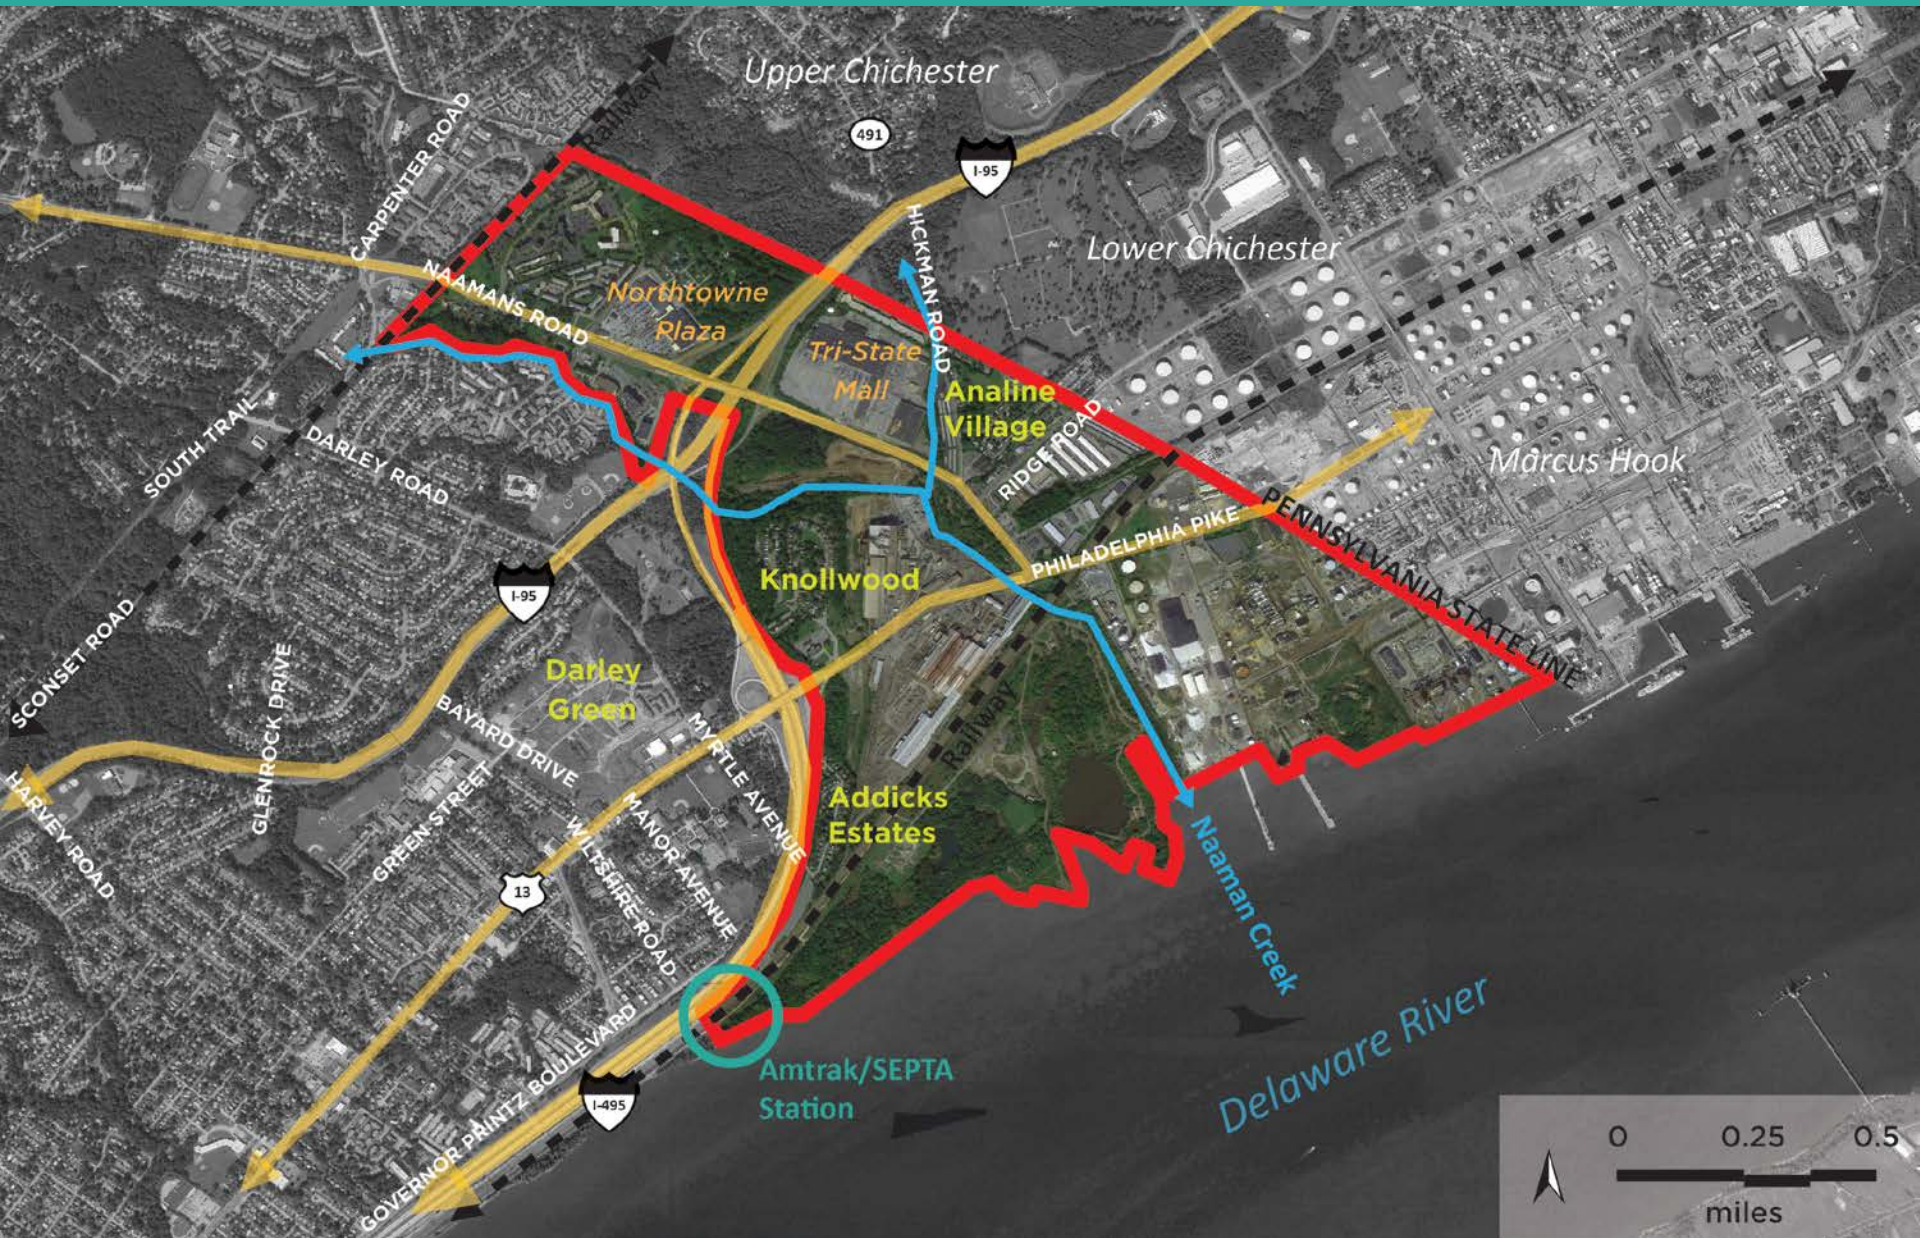 Upper Chichester
Railway
CARPENTER ROAD
491
I-95
HICKMAN ROAD
Lower Chichester
NAAMANS ROAD
Northtowne
Plaza
Tri-State
Mall
Analine
Village
RIDGE ROAD
SOUTH TRAIL
DARLEY ROAD
Marcus Hook
PENNSYLVANIA STATE LINE
PHILADELPHIA PIKE
Knollwood
I-95
SCONSET ROAD
GLENROCK DRIVE
Darley
Green
BAYARD DRIVE
MYRTLE AVENUE
Railway
HARVEY ROAD
GREEN STREET
MANOR AVENUE
WILTSHIRE ROAD
Addicks
Estates
13
Naaman Creek
GOVERNOR PRINTZ BOULEVARD
Amtrak/SEPTA
Station
I-495
Delaware River
0 0.25 0.5
miles